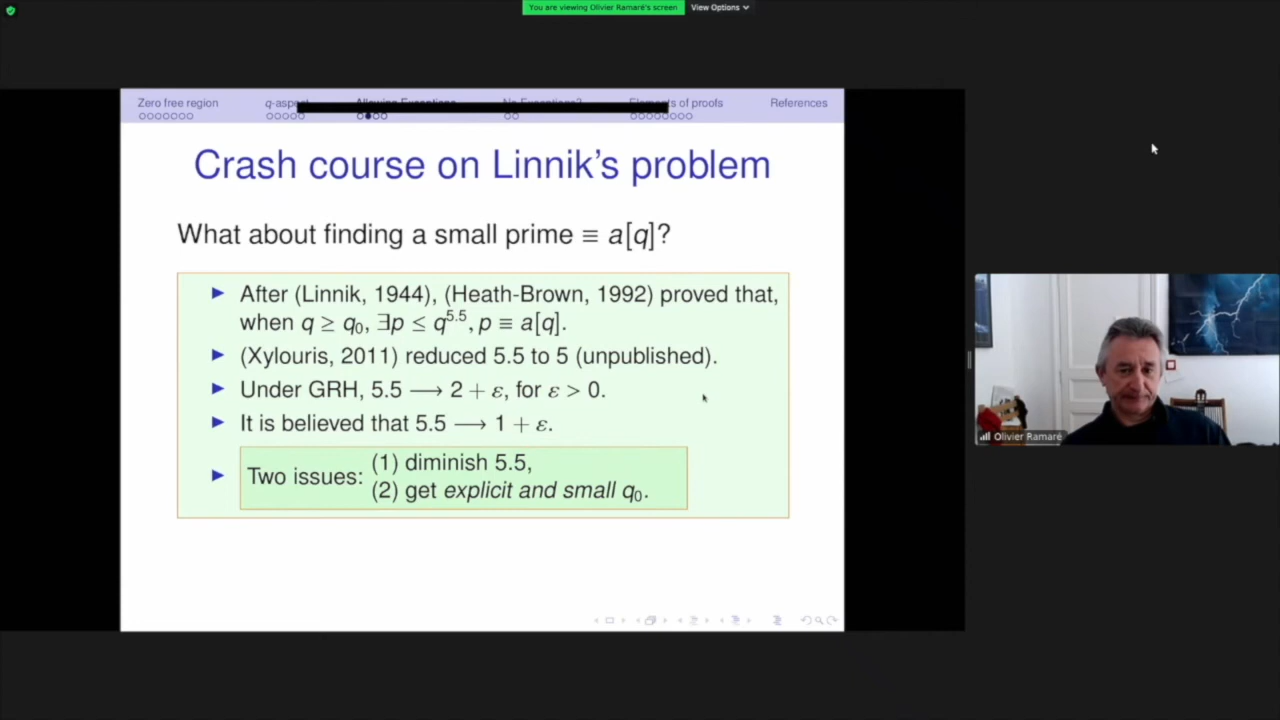 You are viewing Olivier Ramaré's screen View Options
Zero free region q-aspect Allowing Exceptions No Exceptions? Elements of proofs References
Crash course on Linnik's problem
What about finding a small prime ≡ a[q]?
After (Linnik, 1944), (Heath-Brown, 1992) proved that,
when q ≥ q₀, ∃p ≤ q^5.5, p ≡ a[q].
(Xylouris, 2011) reduced 5.5 to 5 (unpublished).
Under GRH, 5.5 ⟶ 2 + ε, for ε > 0.
It is believed that 5.5 ⟶ 1 + ε.
Two issues: (1) diminish 5.5,
(2) get explicit and small q₀.
Olivier Ramaré